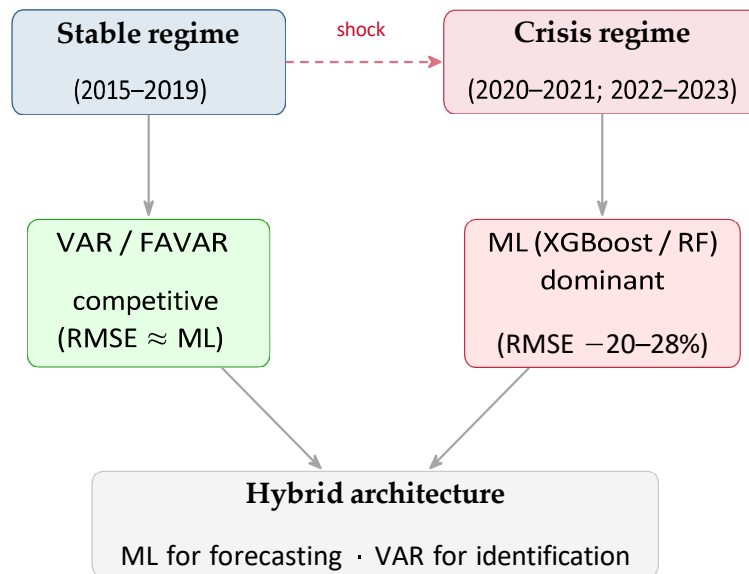 Stable regime
(2015–2019)
shock
Crisis regime
(2020–2021; 2022–2023)
VAR / FAVAR
competitive
(RMSE ≈ ML)
ML (XGBoost / RF)
dominant
(RMSE −20–28%)
Hybrid architecture
ML for forecasting · VAR for identification